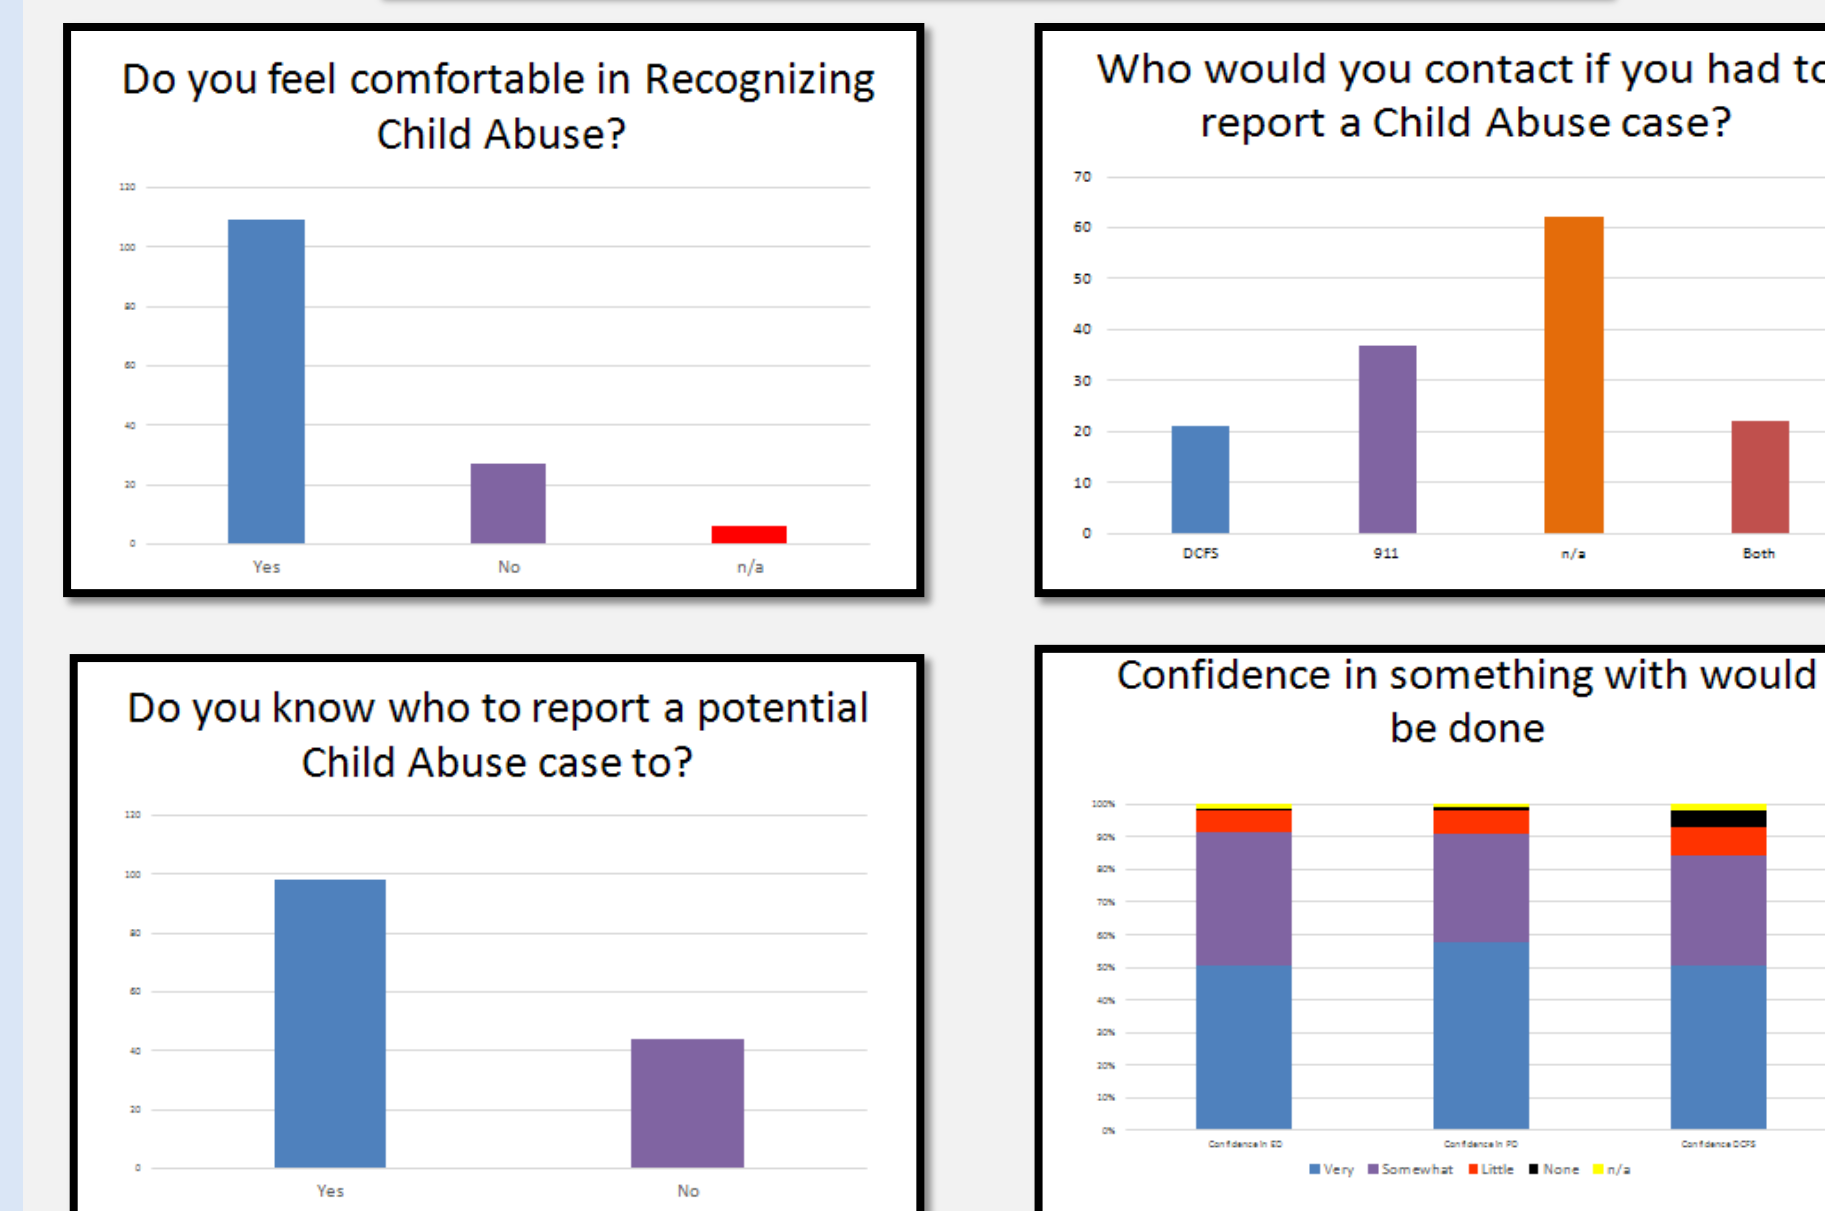 Do you feel comfortable in Recognizing
Child Abuse?
120
100
80
60
40
20
0
Yes No n/a
Who would you contact if you had to
report a Child Abuse case?
70
60
50
40
30
20
10
0
DCFS 911 n/a Both
Do you know who to report a potential
Child Abuse case to?
120
100
80
60
40
20
0
Yes No
Confidence in something with would
be done
100%
90%
80%
70%
60%
50%
40%
30%
20%
10%
0%
Confidence in ED Confidence in PD Confidence DCFS
Very Somewhat Little None n/a